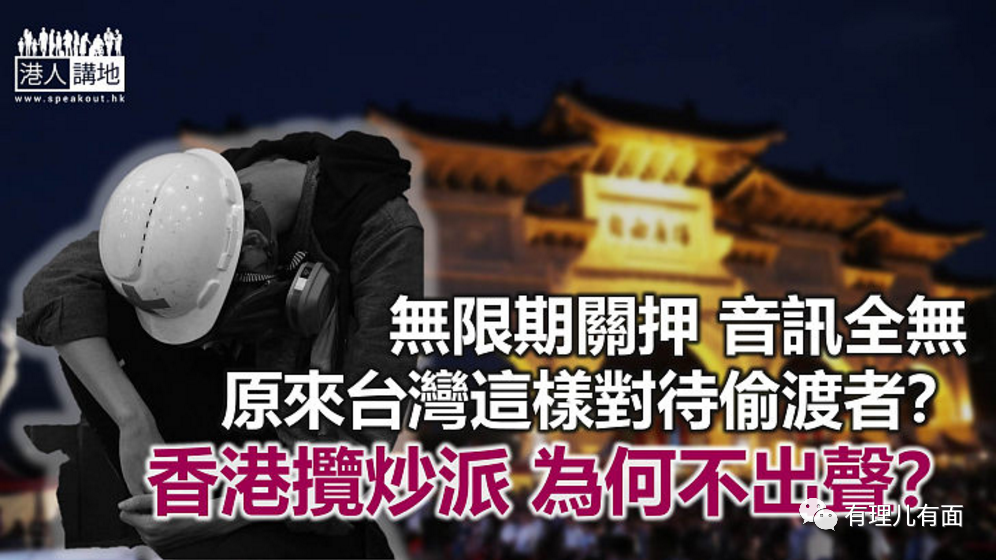 港人講地
www.speakout.hk
無限期關押 音訊全無
原來台灣這樣對待偷渡者?
香港攬炒派 為何不出聲?
有理儿有面